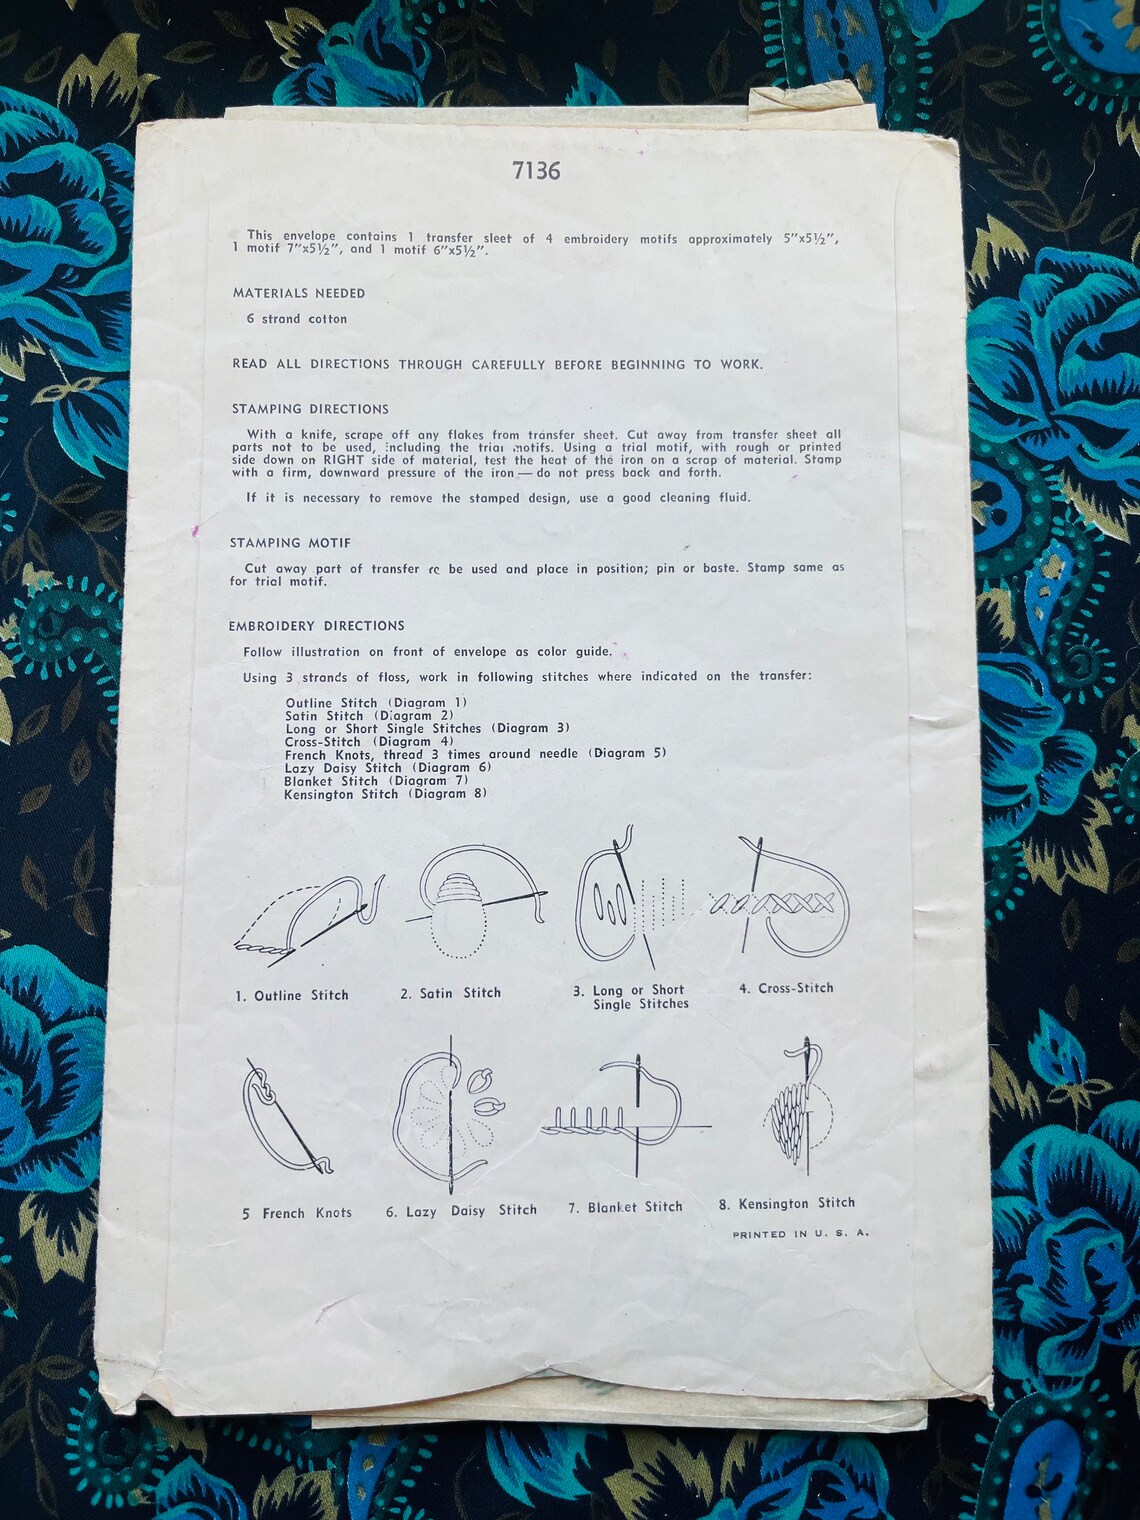 7136
This envelope contains 1 transfer sleet of 4 embroidery motifs approximately 5"x5½",
1 motif 7"x5½", and 1 motif 6"x5½".
MATERIALS NEEDED
6 strand cotton
READ ALL DIRECTIONS THROUGH CAREFULLY BEFORE BEGINNING TO WORK.
STAMPING DIRECTIONS
With a knife, scrape off any flakes from transfer sheet. Cut away from transfer sheet all
parts not to be used, including the trial motifs. Using a trial motif, with rough or printed
side down on RIGHT side of material, test the heat of the iron on a scrap of material. Stamp
with a firm, downward pressure of the iron — do not press back and forth.
If it is necessary to remove the stamped design, use a good cleaning fluid.
STAMPING MOTIF
Cut away part of transfer be used and place in position; pin or baste. Stamp same as
for trial motif.
EMBROIDERY DIRECTIONS
Follow illustration on front of envelope as color guide.
Using 3 strands of floss, work in following stitches where indicated on the transfer:
Outline Stitch (Diagram 1)
Satin Stitch (Diagram 2)
Long or Short Single Stitches (Diagram 3)
Cross-Stitch (Diagram 4)
French Knots, thread 3 times around needle (Diagram 5)
Lazy Daisy Stitch (Diagram 6)
Blanket Stitch (Diagram 7)
Kensington Stitch (Diagram 8)
1. Outline Stitch
2. Satin Stitch
3. Long or Short
Single Stitches
4. Cross-Stitch
5 French Knots
6. Lazy Daisy Stitch
7. Blanket Stitch
8. Kensington Stitch
PRINTED IN U. S. A.